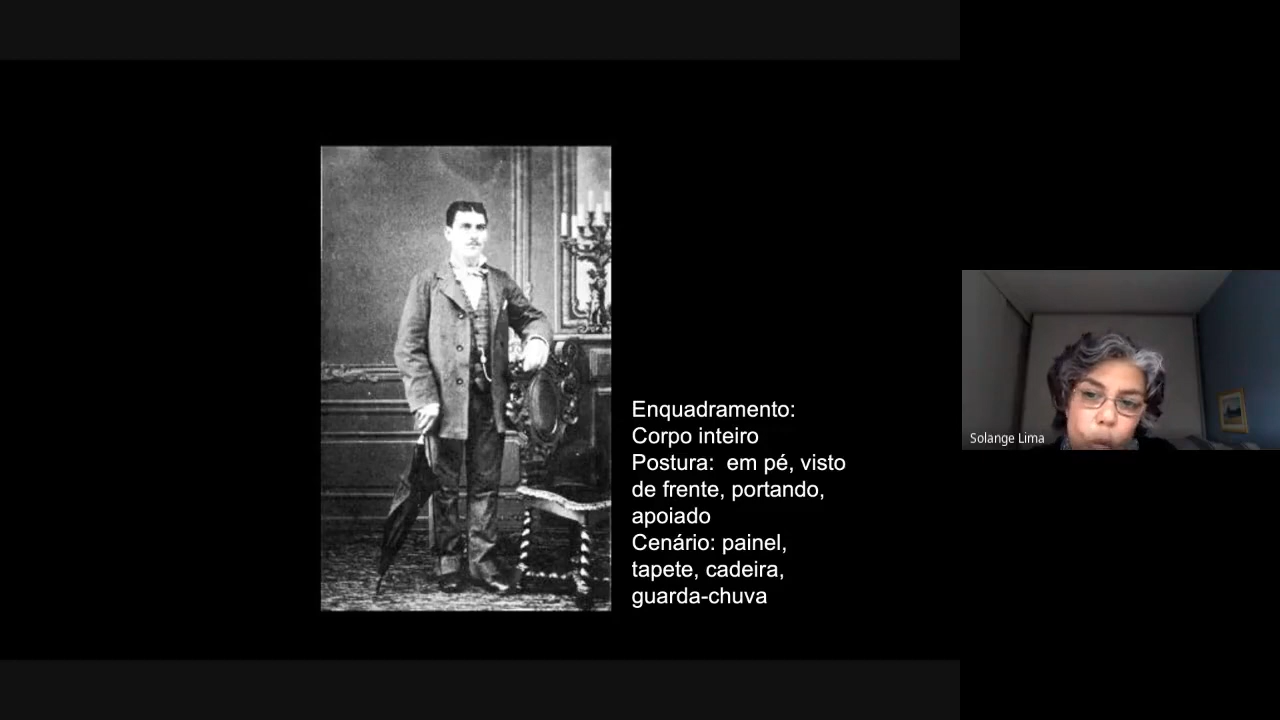 Enquadramento:
Corpo inteiro
Postura:  em pé, visto
de frente, portando,
apoiado
Cenário: painel,
tapete, cadeira,
guarda-chuva
Solange Lima